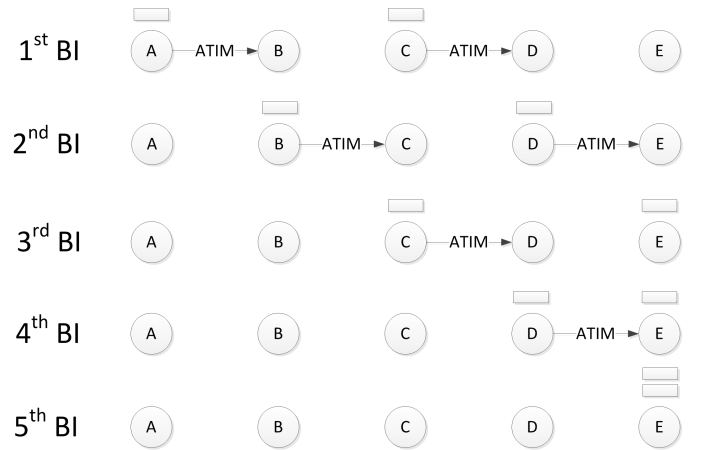 1st BI A ATIM B C ATIM D E
2nd BI A B ATIM C D ATIM E
3rd BI A B C ATIM D E
4th BI A B C D ATIM E
5th BI A B C D E